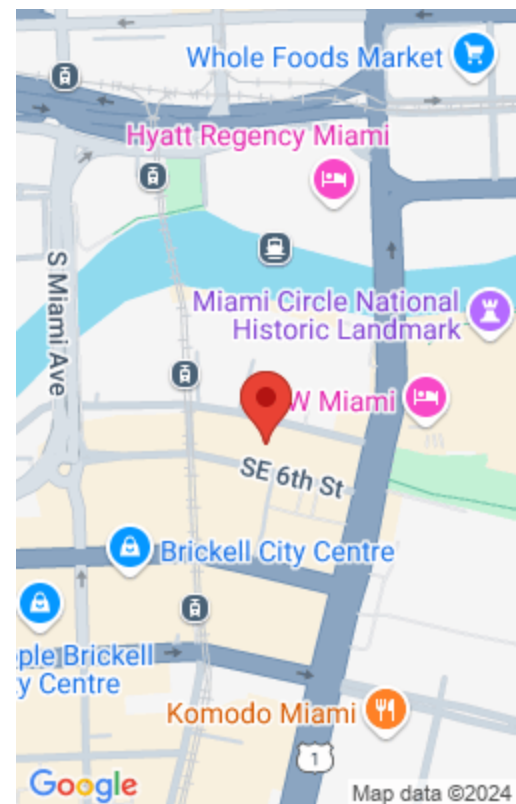 Whole Foods Market
Hyatt Regency Miami
S Miami Ave
Miami Circle National
Historic Landmark
W Miami
SE 6th St
Brickell City Centre
ple Brickell
y Centre
Komodo Miami
1
Google
Map data ©2024